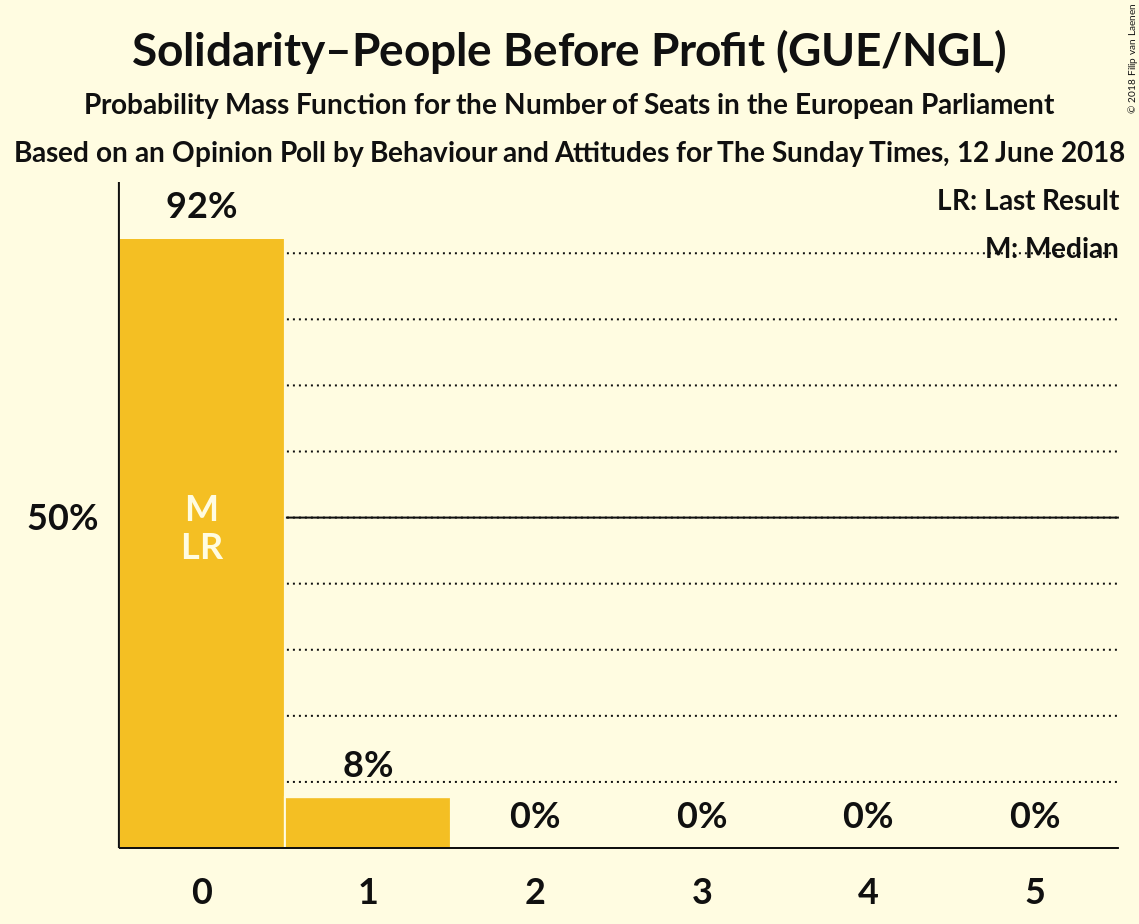 Solidarity–People Before Profit (GUE/NGL)
Probability Mass Function for the Number of Seats in the European Parliament
Based on an Opinion Poll by Behaviour and Attitudes for The Sunday Times, 12 June 2018
© 2018 Filip van Laenen
LR: Last Result
M: Median
92%
50%
M
LR
8%
0%
0%
0%
0%
0
1
2
3
4
5